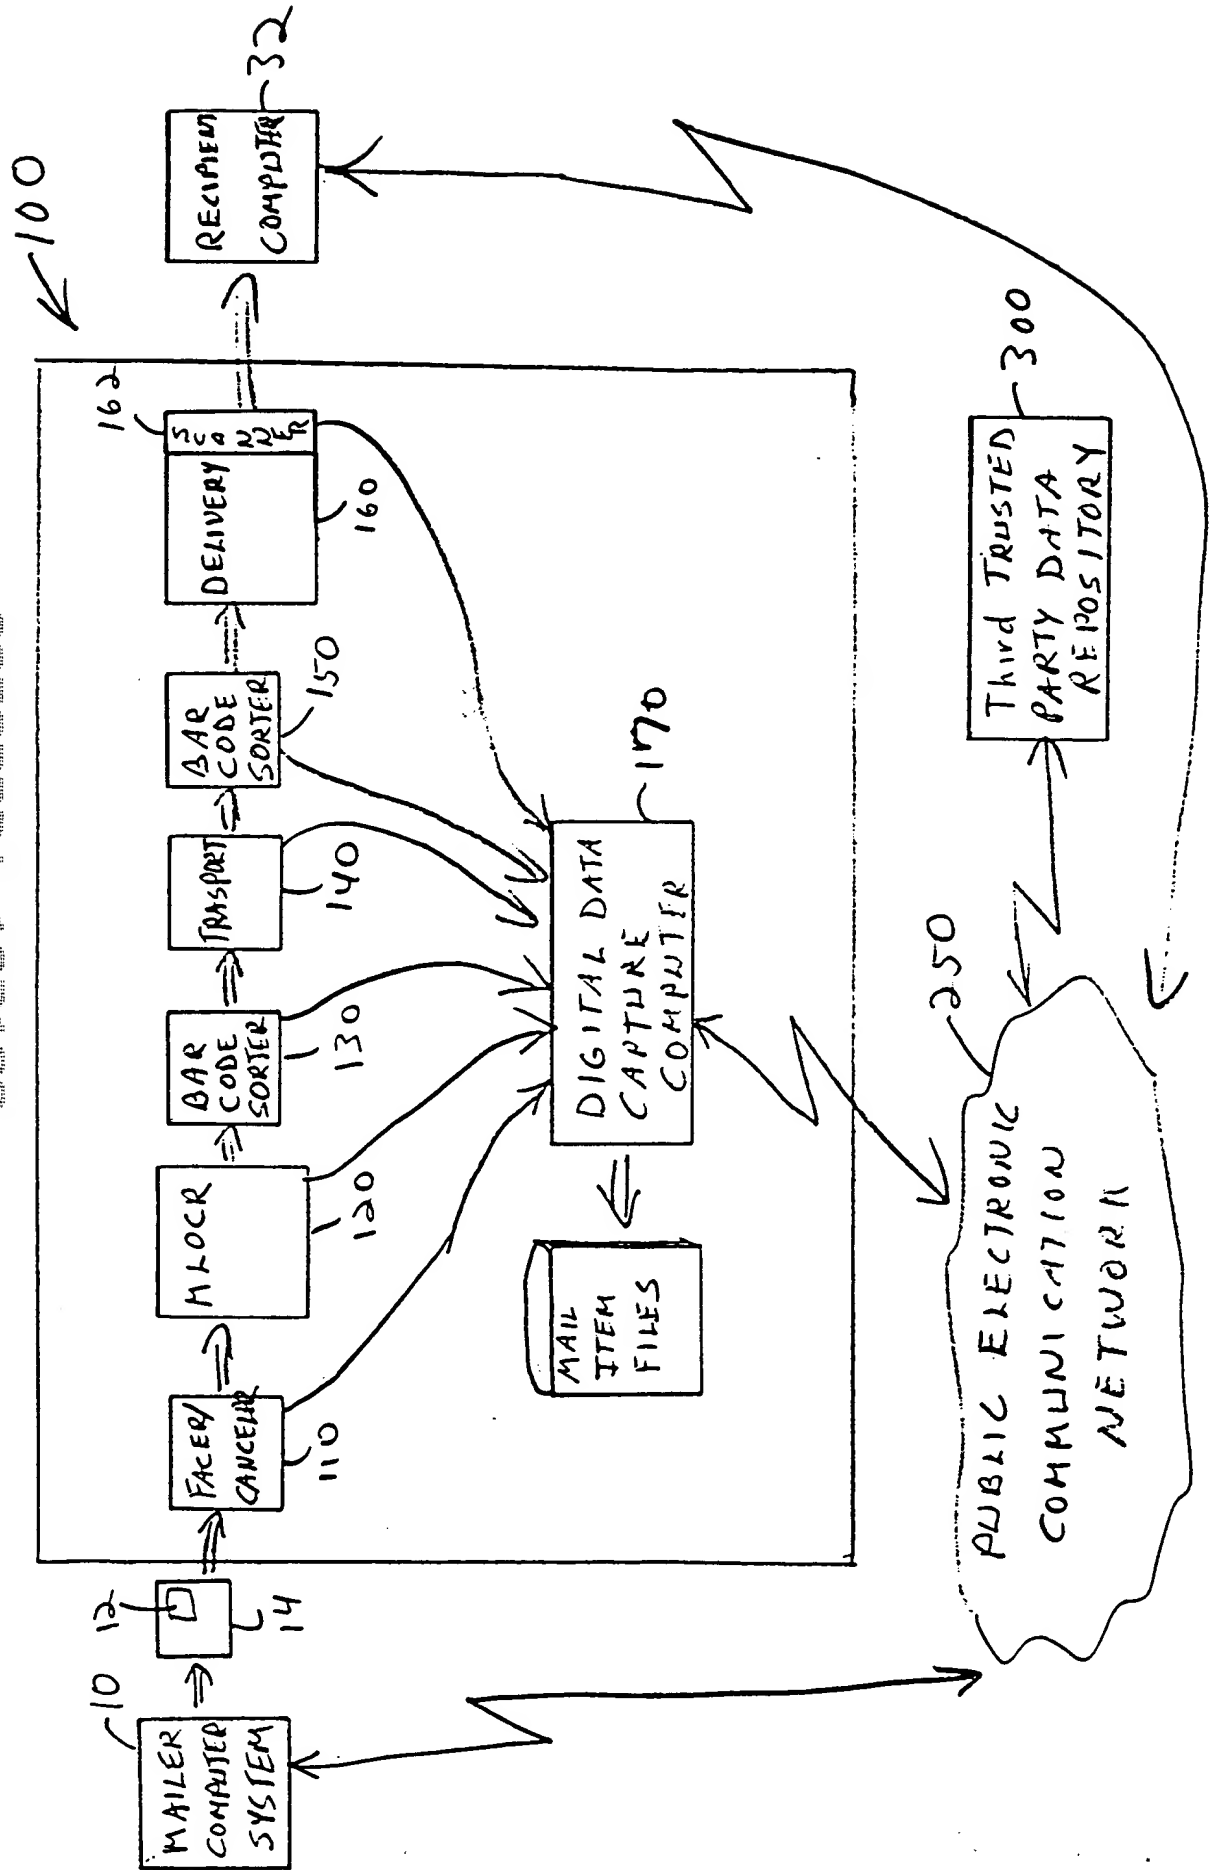 100
10
MAILER
COMPUTER
SYSTEM
12
14
FACER/
CANCELER
110
MLOCR
120
BAR
CODE
SORTER
130
TRASPORT
140
BAR
CODE
SORTER
150
DELIVERY
160
SCANNER
162
RECIPIENT
COMPUTER
32
DIGITAL DATA
CAPTURE
COMPUTER
170
MAIL
ITEM
FILES
PUBLIC ELECTRONIC
COMMUNICATION
NETWORK
250
Third TRUSTED
PARTY DATA
REPOSITORY
300